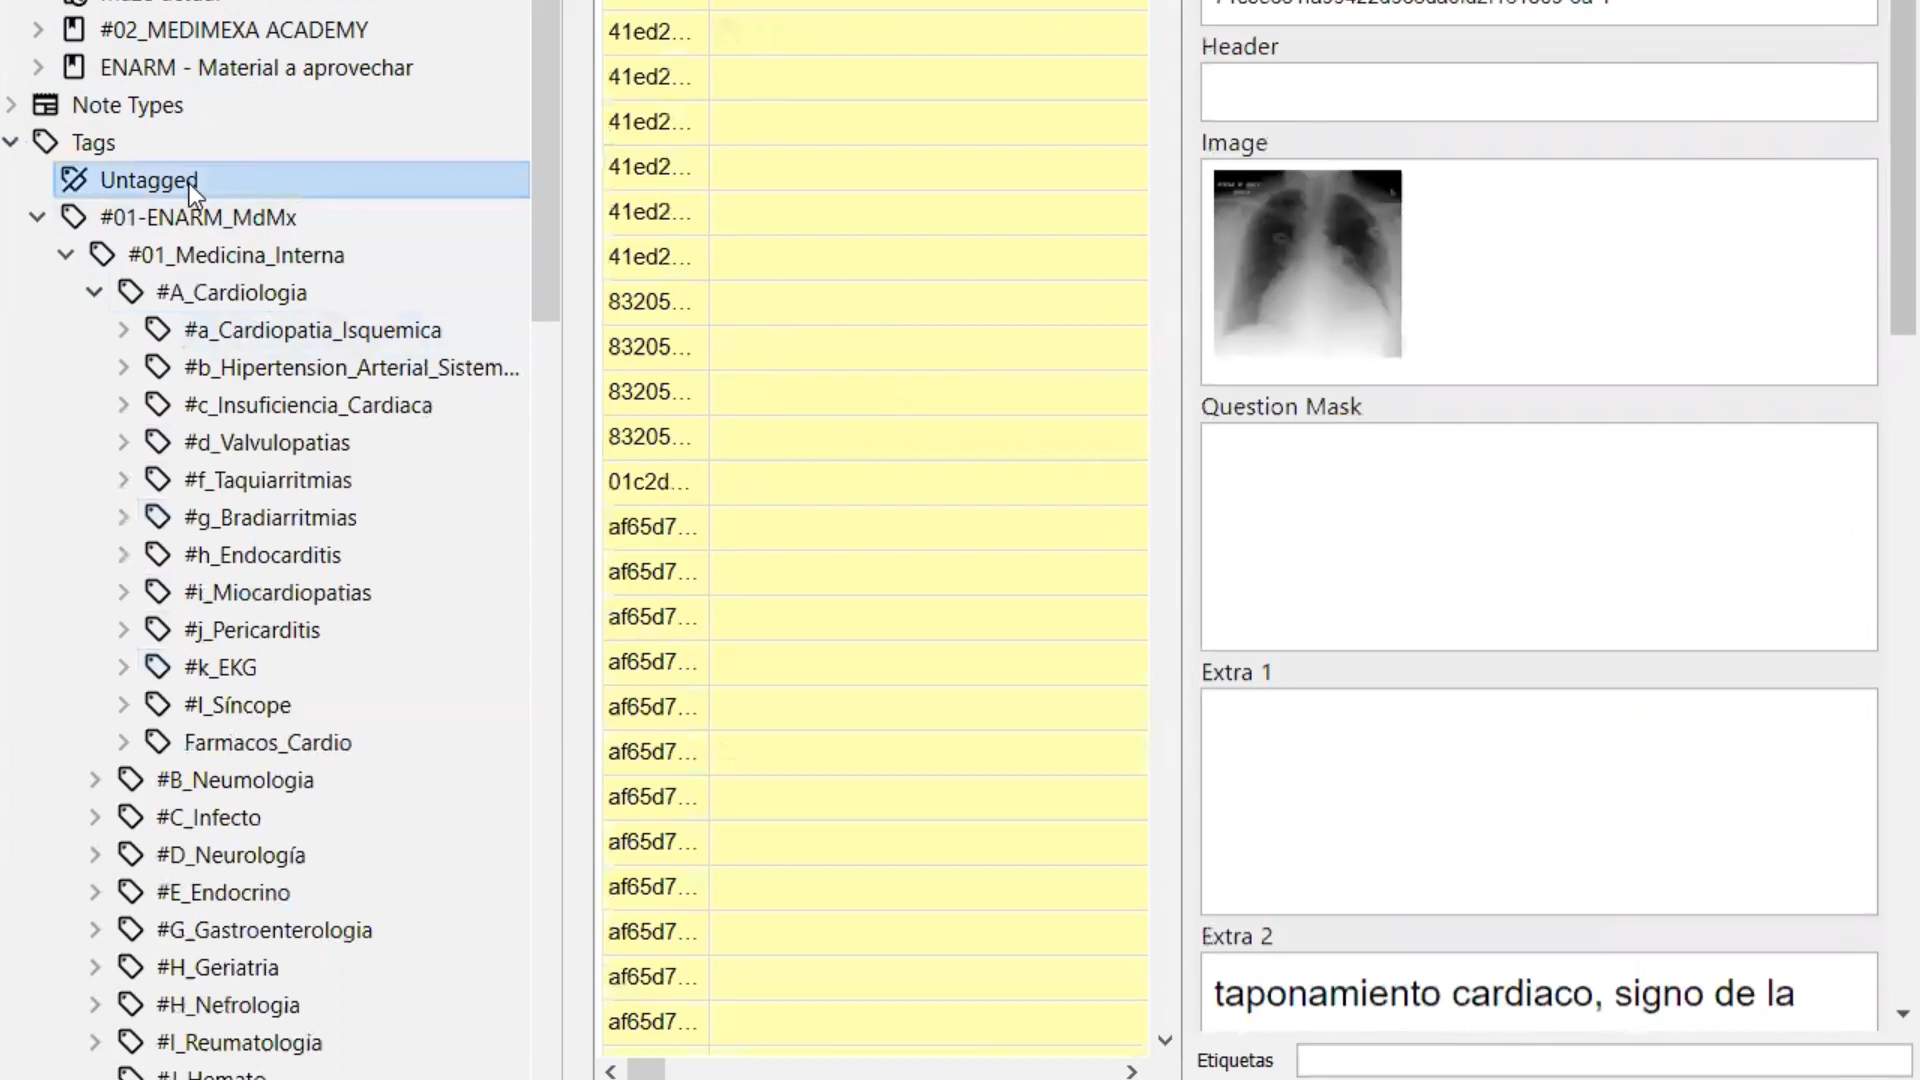 #02_MEDIMEXA ACADEMY
ENARM - Material a aprovechar
Note Types
Tags
Untagged
#01-ENARM_MdMx
#01_Medicina_Interna
#A_Cardiologia
#a_Cardiopatia_Isquemica
#b_Hipertension_Arterial_Sistem...
#c_Insuficiencia_Cardiaca
#d_Valvulopatias
#f_Taquiarritmias
#g_Bradiarritmias
#h_Endocarditis
#i_Miocardiopatias
#j_Pericarditis
#k_EKG
#l_Síncope
Farmacos_Cardio
#B_Neumologia
#C_Infecto
#D_Neurología
#E_Endocrino
#G_Gastroenterologia
#H_Geriatria
#H_Nefrologia
#I_Reumatologia
41ed2...
41ed2...
41ed2...
41ed2...
41ed2...
41ed2...
83205...
83205...
83205...
83205...
01c2d...
af65d7...
af65d7...
af65d7...
af65d7...
af65d7...
af65d7...
af65d7...
af65d7...
af65d7...
af65d7...
af65d7...
af65d7...
Header
Image
Question Mask
Extra 1
Extra 2
taponamiento cardiaco, signo de la
Etiquetas